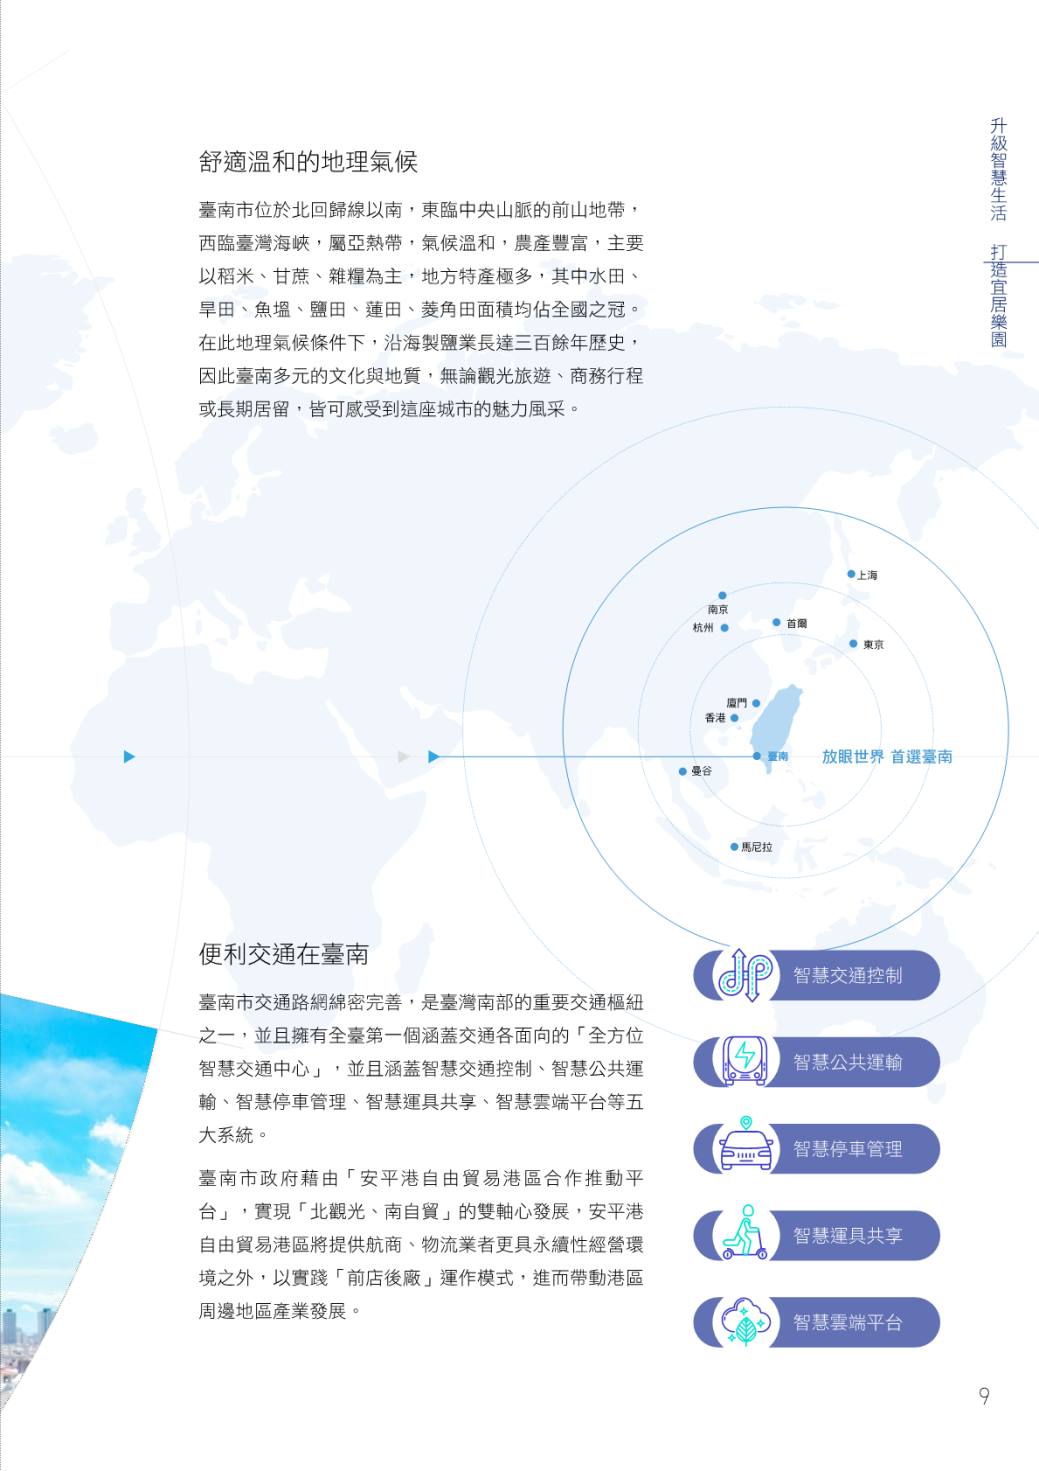 升級智慧生活　打造宜居樂園
舒適溫和的地理氣候
臺南市位於北回歸線以南，東臨中央山脈的前山地帶，
西臨臺灣海峽，屬亞熱帶，氣候溫和，農產豐富，主要
以稻米、甘蔗、雜糧為主，地方特產極多，其中水田、
旱田、魚塭、鹽田、蓮田、菱角田面積均佔全國之冠。
在此地理氣候條件下，沿海製鹽業長達三百餘年歷史，
因此臺南多元的文化與地質，無論觀光旅遊、商務行程
或長期居留，皆可感受到這座城市的魅力風采。
上海
南京
杭州
首爾
東京
廈門
香港
臺南
放眼世界 首選臺南
曼谷
馬尼拉
便利交通在臺南
臺南市交通路網綿密完善，是臺灣南部的重要交通樞紐
之一，並且擁有全臺第一個涵蓋交通各面向的「全方位
智慧交通中心」，並且涵蓋智慧交通控制、智慧公共運
輸、智慧停車管理、智慧運具共享、智慧雲端平台等五
大系統。
臺南市政府藉由「安平港自由貿易港區合作推動平
台」，實現「北觀光、南自貿」的雙軸心發展，安平港
自由貿易港區將提供航商、物流業者更具永續性經營環
境之外，以實踐「前店後廠」運作模式，進而帶動港區
周邊地區產業發展。
智慧交通控制
智慧公共運輸
智慧停車管理
智慧運具共享
智慧雲端平台
9